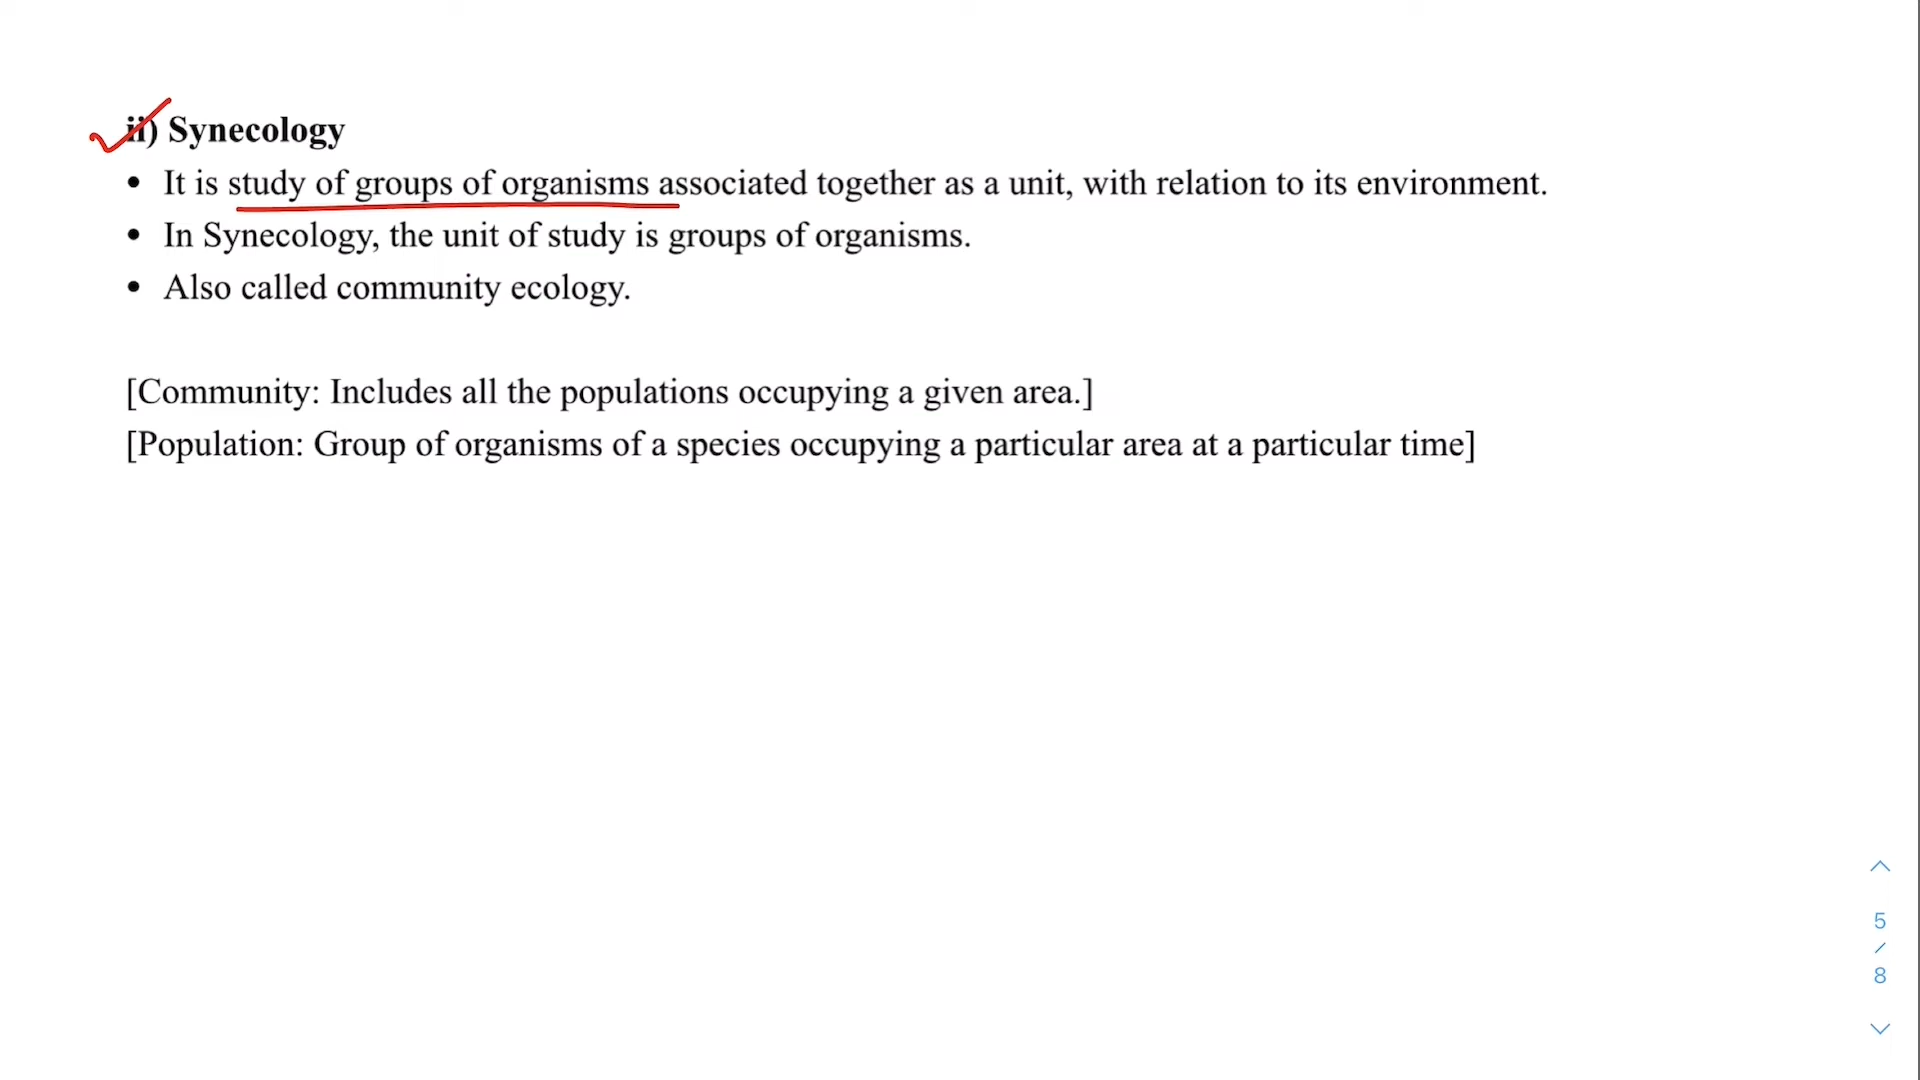 ii) Synecology
• It is study of groups of organisms associated together as a unit, with relation to its environment.
• In Synecology, the unit of study is groups of organisms.
• Also called community ecology.
[Community: Includes all the populations occupying a given area.]
[Population: Group of organisms of a species occupying a particular area at a particular time]
5
/
8